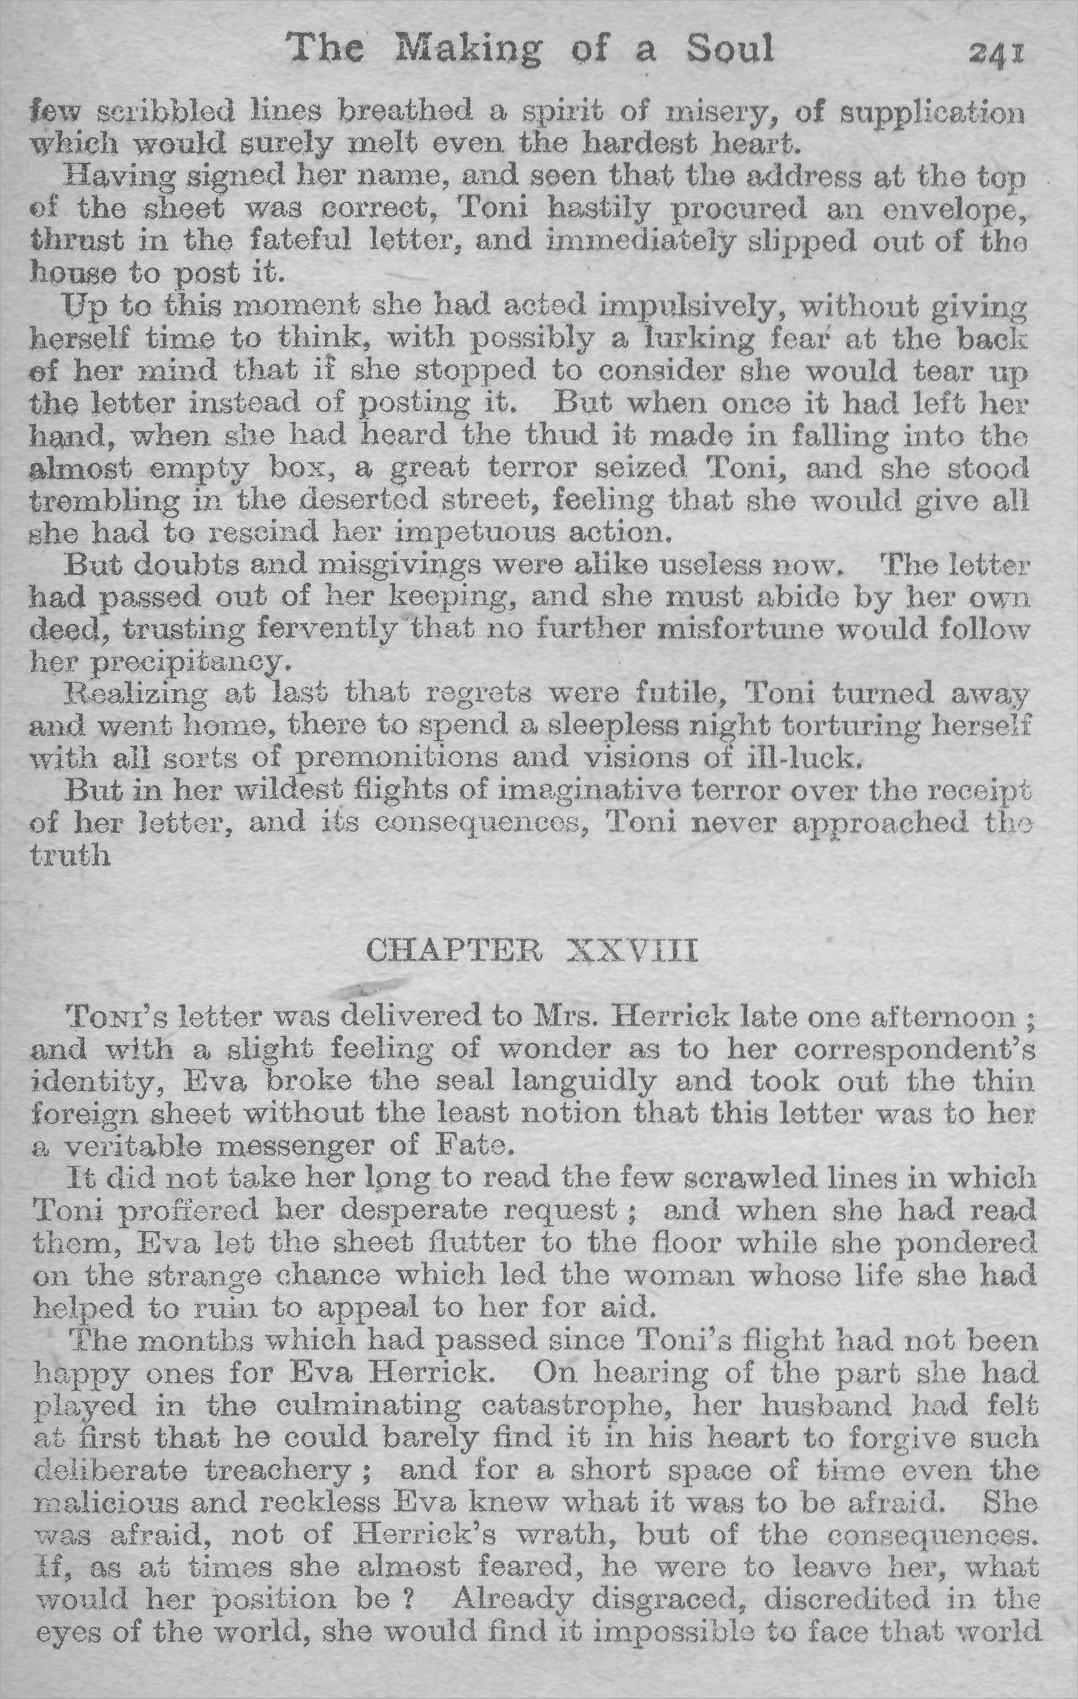 The Making of a Soul 241
few scribbled lines breathed a spirit of misery, of supplication
which would surely melt even the hardest heart.
Having signed her name, and seen that the address at the top
of the sheet was correct, Toni hastily procured an envelope,
thrust in the fateful letter, and immediately slipped out of the
house to post it.
Up to this moment she had acted impulsively, without giving
herself time to think, with possibly a lurking fear at the back
of her mind that if she stopped to consider she would tear up
the letter instead of posting it. But when once it had left her
hand, when she had heard the thud it made in falling into the
almost empty box, a great terror seized Toni, and she stood
trembling in the deserted street, feeling that she would give all
she had to rescind her impetuous action.
But doubts and misgivings were alike useless now. The letter
had passed out of her keeping, and she must abide by her own
deed, trusting fervently that no further misfortune would follow
her precipitancy.
Realizing at last that regrets were futile, Toni turned away
and went home, there to spend a sleepless night torturing herself
with all sorts of premonitions and visions of ill-luck.
But in her wildest flights of imaginative terror over the receipt
of her letter, and its consequences, Toni never approached the
truth
CHAPTER XXVIII
TONI'S letter was delivered to Mrs. Herrick late one afternoon ;
and with a slight feeling of wonder as to her correspondent's
identity, Eva broke the seal languidly and took out the thin
foreign sheet without the least notion that this letter was to her
a veritable messenger of Fate.
It did not take her long to read the few scrawled lines in which
Toni proffered her desperate request ; and when she had read
them, Eva let the sheet flutter to the floor while she pondered
on the strange chance which led the woman whose life she had
helped to ruin to appeal to her for aid.
The months which had passed since Toni's flight had not been
happy ones for Eva Herrick. On hearing of the part she had
played in the culminating catastrophe, her husband had felt
at first that he could barely find it in his heart to forgive such
deliberate treachery ; and for a short space of time even the
malicious and reckless Eva knew what it was to be afraid. She
was afraid, not of Herrick's wrath, but of the consequences.
If, as at times she almost feared, he were to leave her, what
would her position be ? Already disgraced, discredited in the
eyes of the world, she would find it impossible to face that world